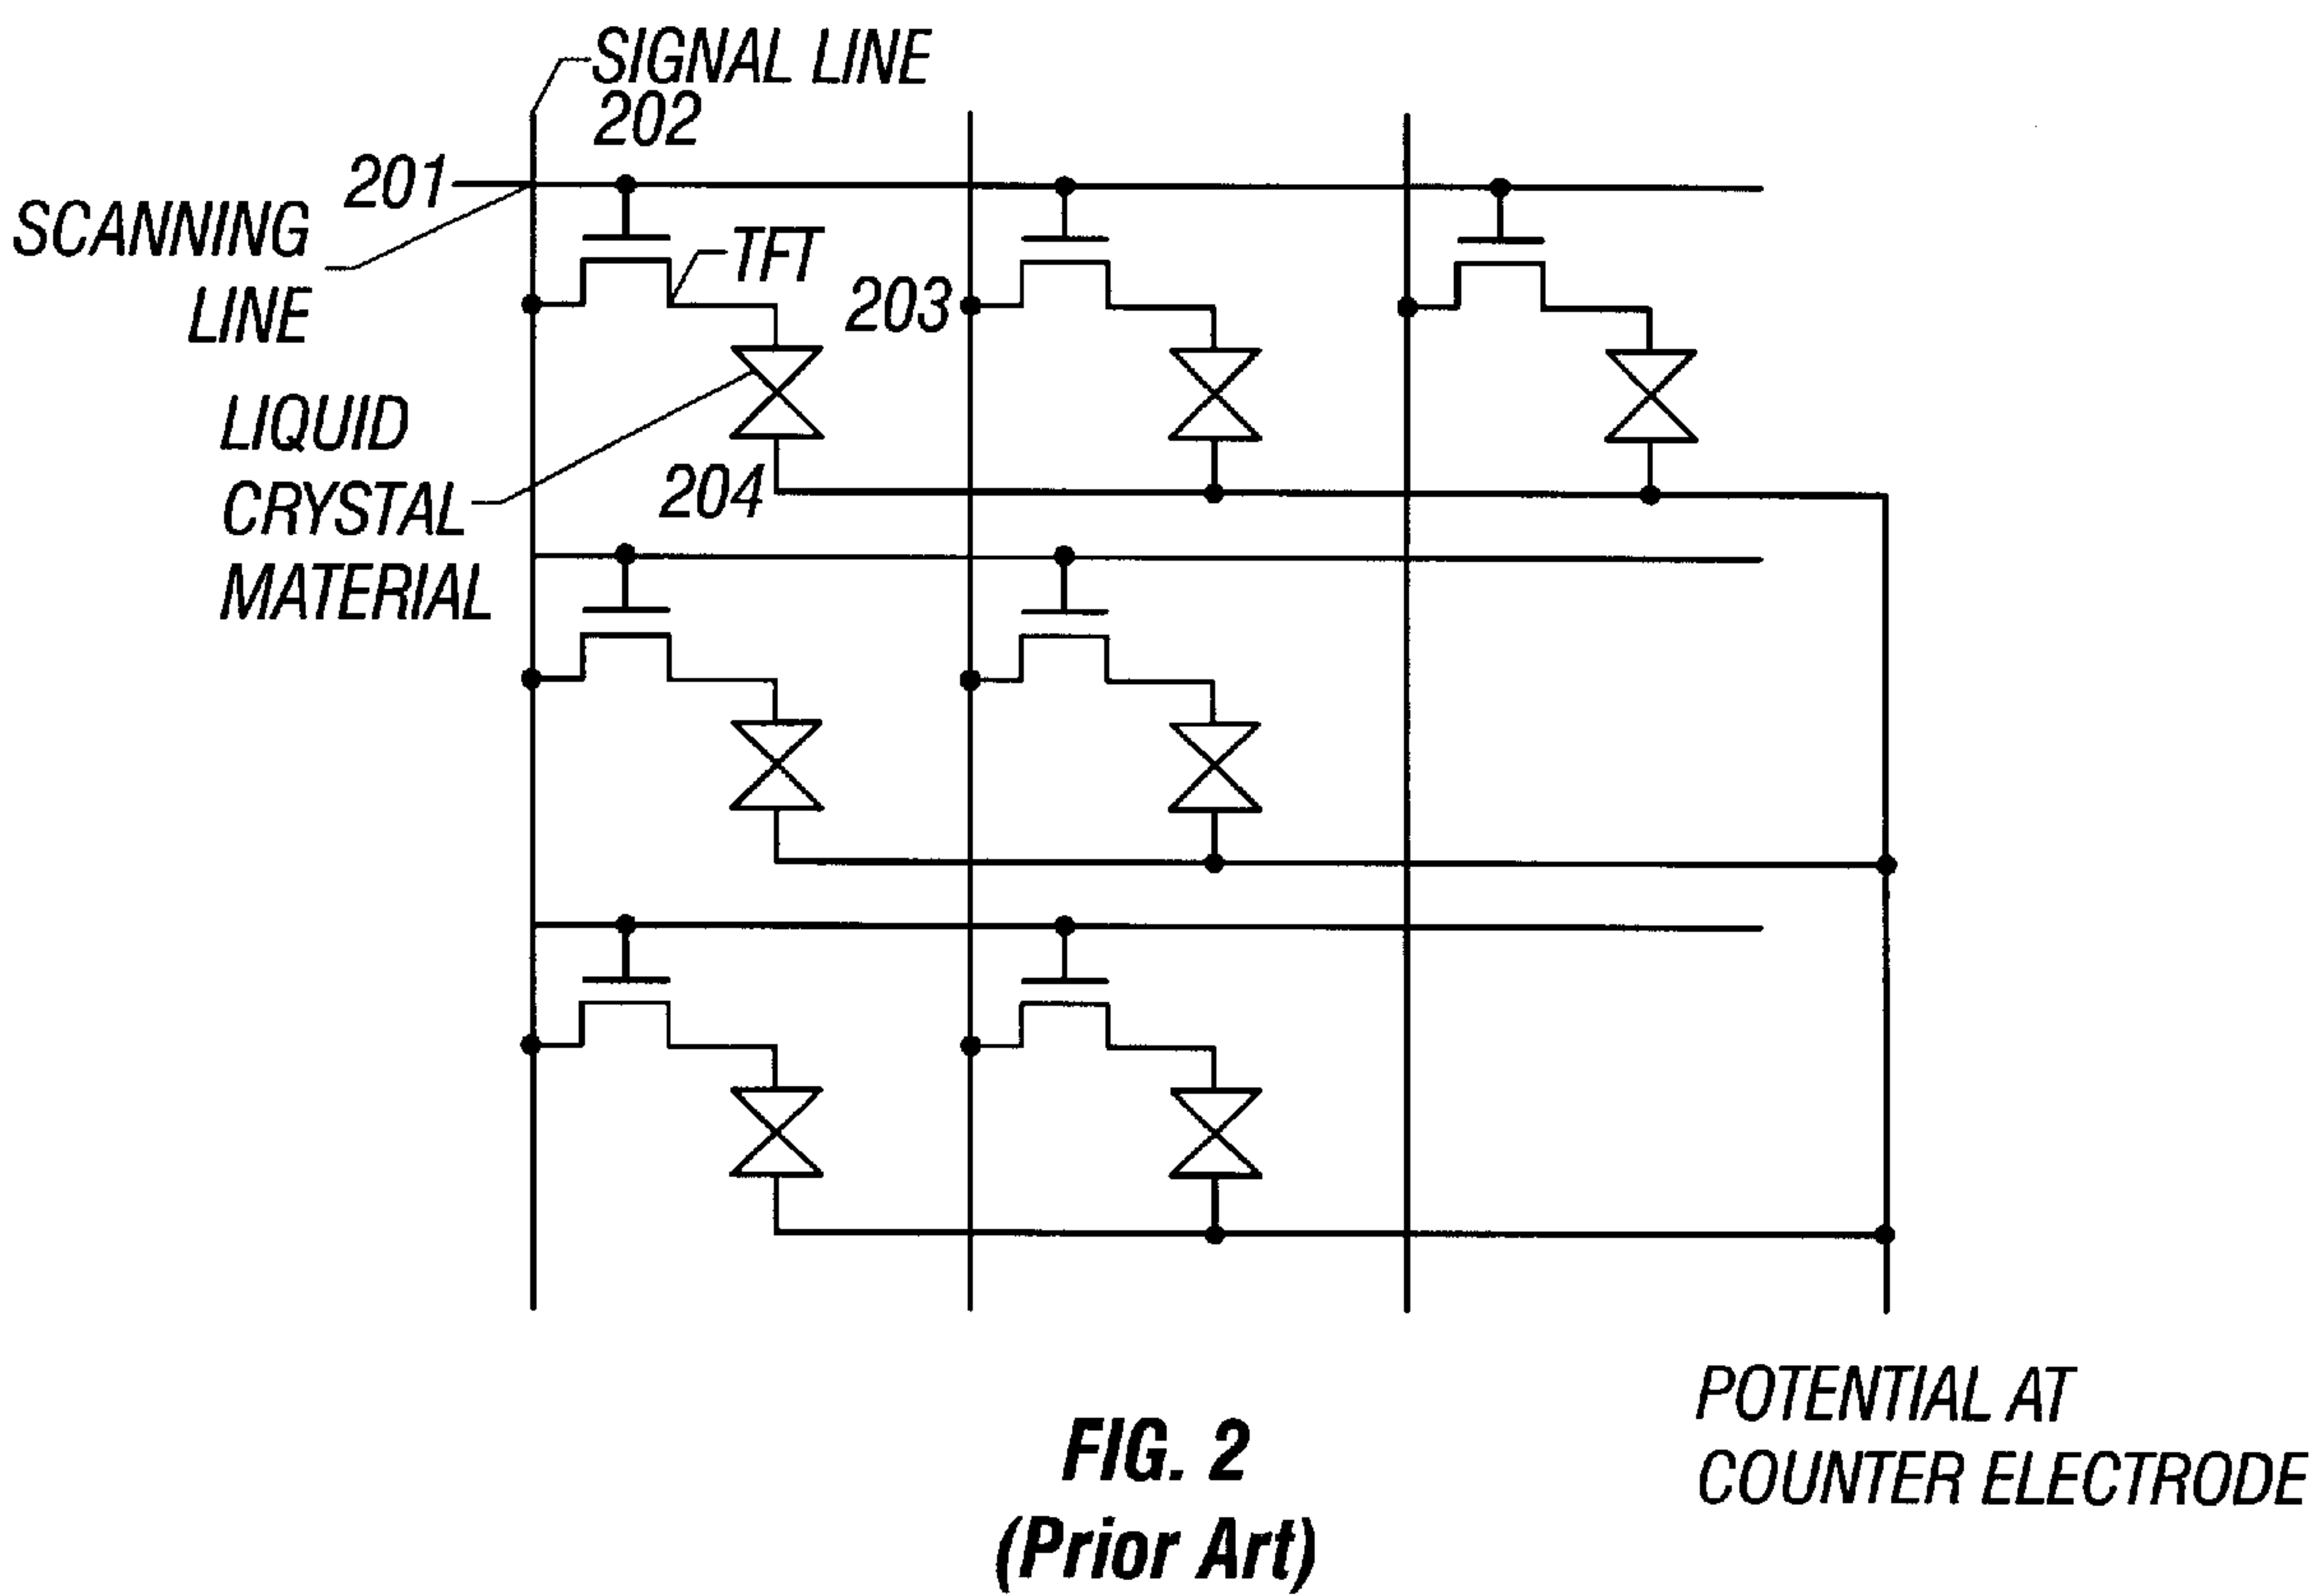 SIGNAL LINE
202
201
SCANNING
LINE
TFT
203
LIQUID
CRYSTAL
MATERIAL
204
POTENTIAL AT
COUNTER ELECTRODE
FIG. 2
(Prior Art)